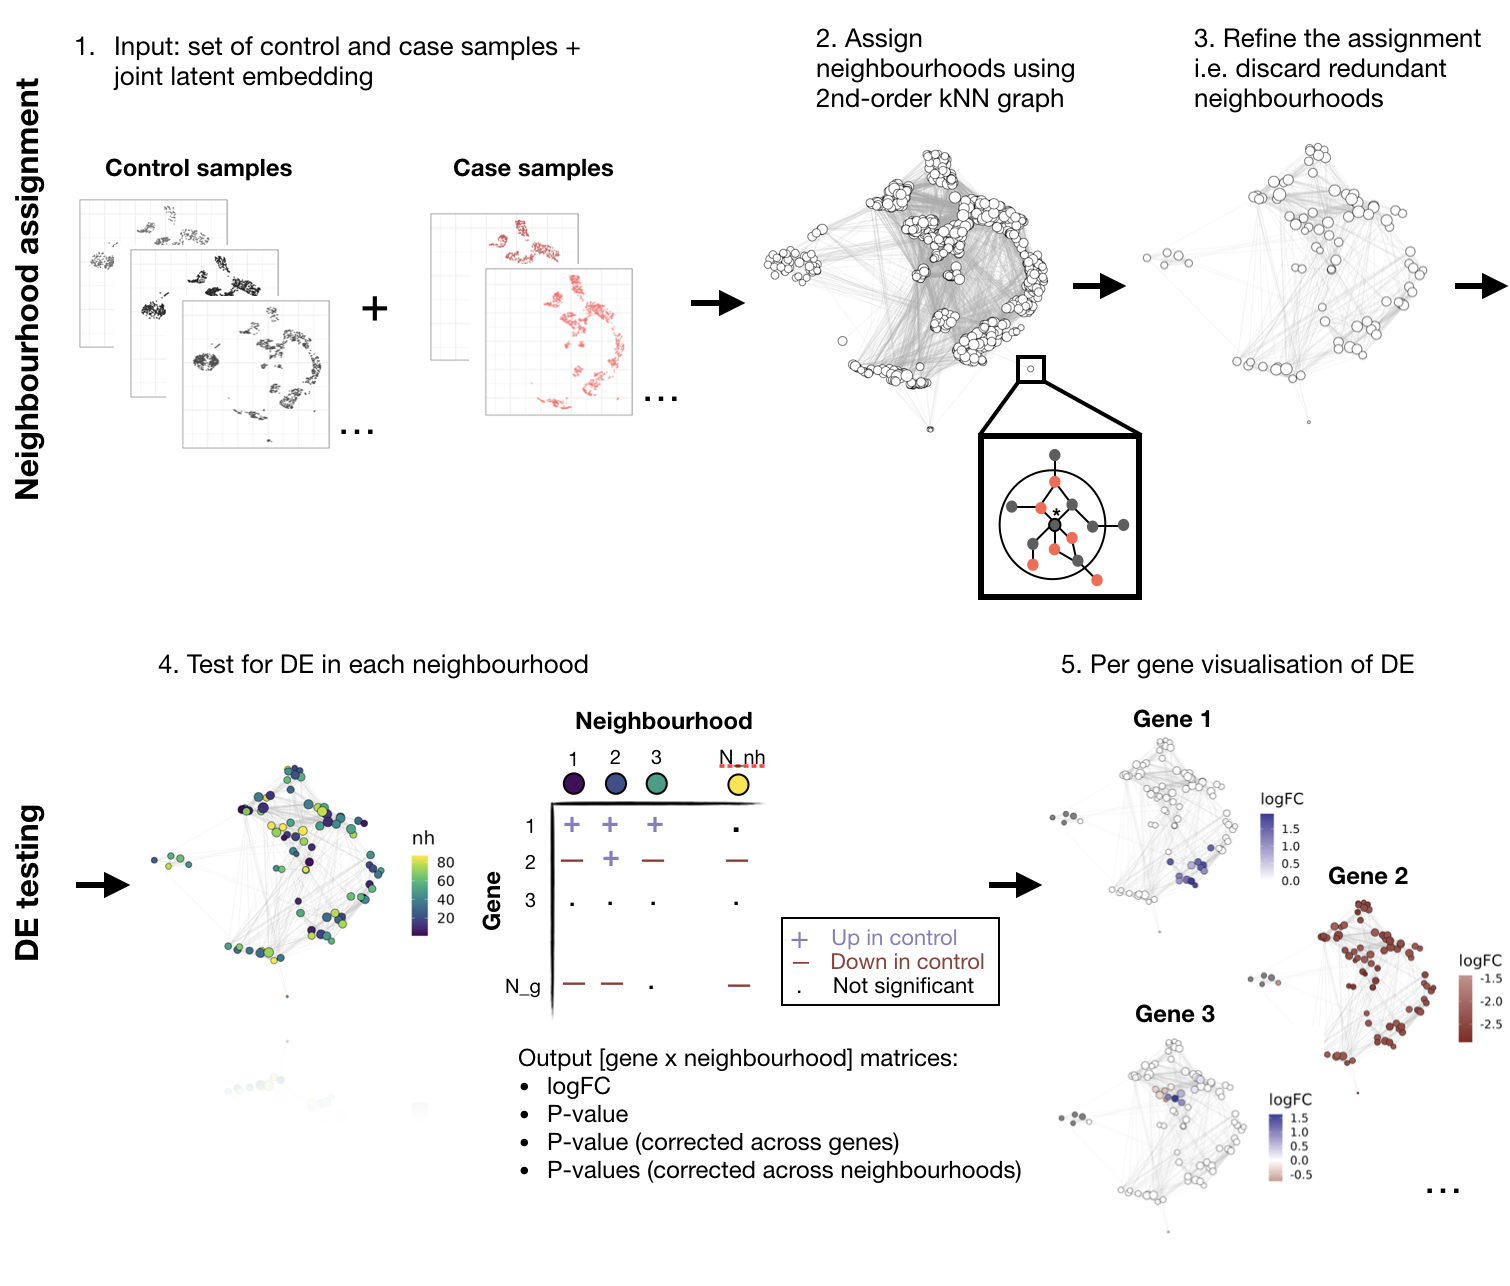 Neighbourhood assignment
1. Input: set of control and case samples +
joint latent embedding
Control samples
Case samples
+
...
...
2. Assign
neighbourhoods using
2nd-order kNN graph
*
3. Refine the assignment
i.e. discard redundant
neighbourhoods
DE testing
4. Test for DE in each neighbourhood
nh
80
60
40
20
Neighbourhood
1 2 3 N_nh
Gene
1 + + + .
2 — + — —
3 . . . .
N_g — — . —
+ Up in control
— Down in control
. Not significant
Output [gene x neighbourhood] matrices:
• logFC
• P-value
• P-value (corrected across genes)
• P-values (corrected across neighbourhoods)
5. Per gene visualisation of DE
Gene 1
logFC
1.5
1.0
0.5
0.0
Gene 2
logFC
-1.5
-2.0
-2.5
Gene 3
logFC
1.5
1.0
0.5
0.0
-0.5
...